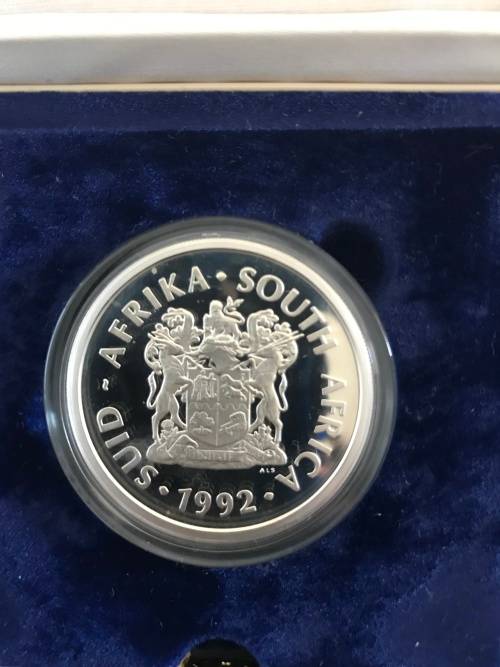 SUID ~ AFRIKA · SOUTH AFRICA
· 1992 ·
ALS